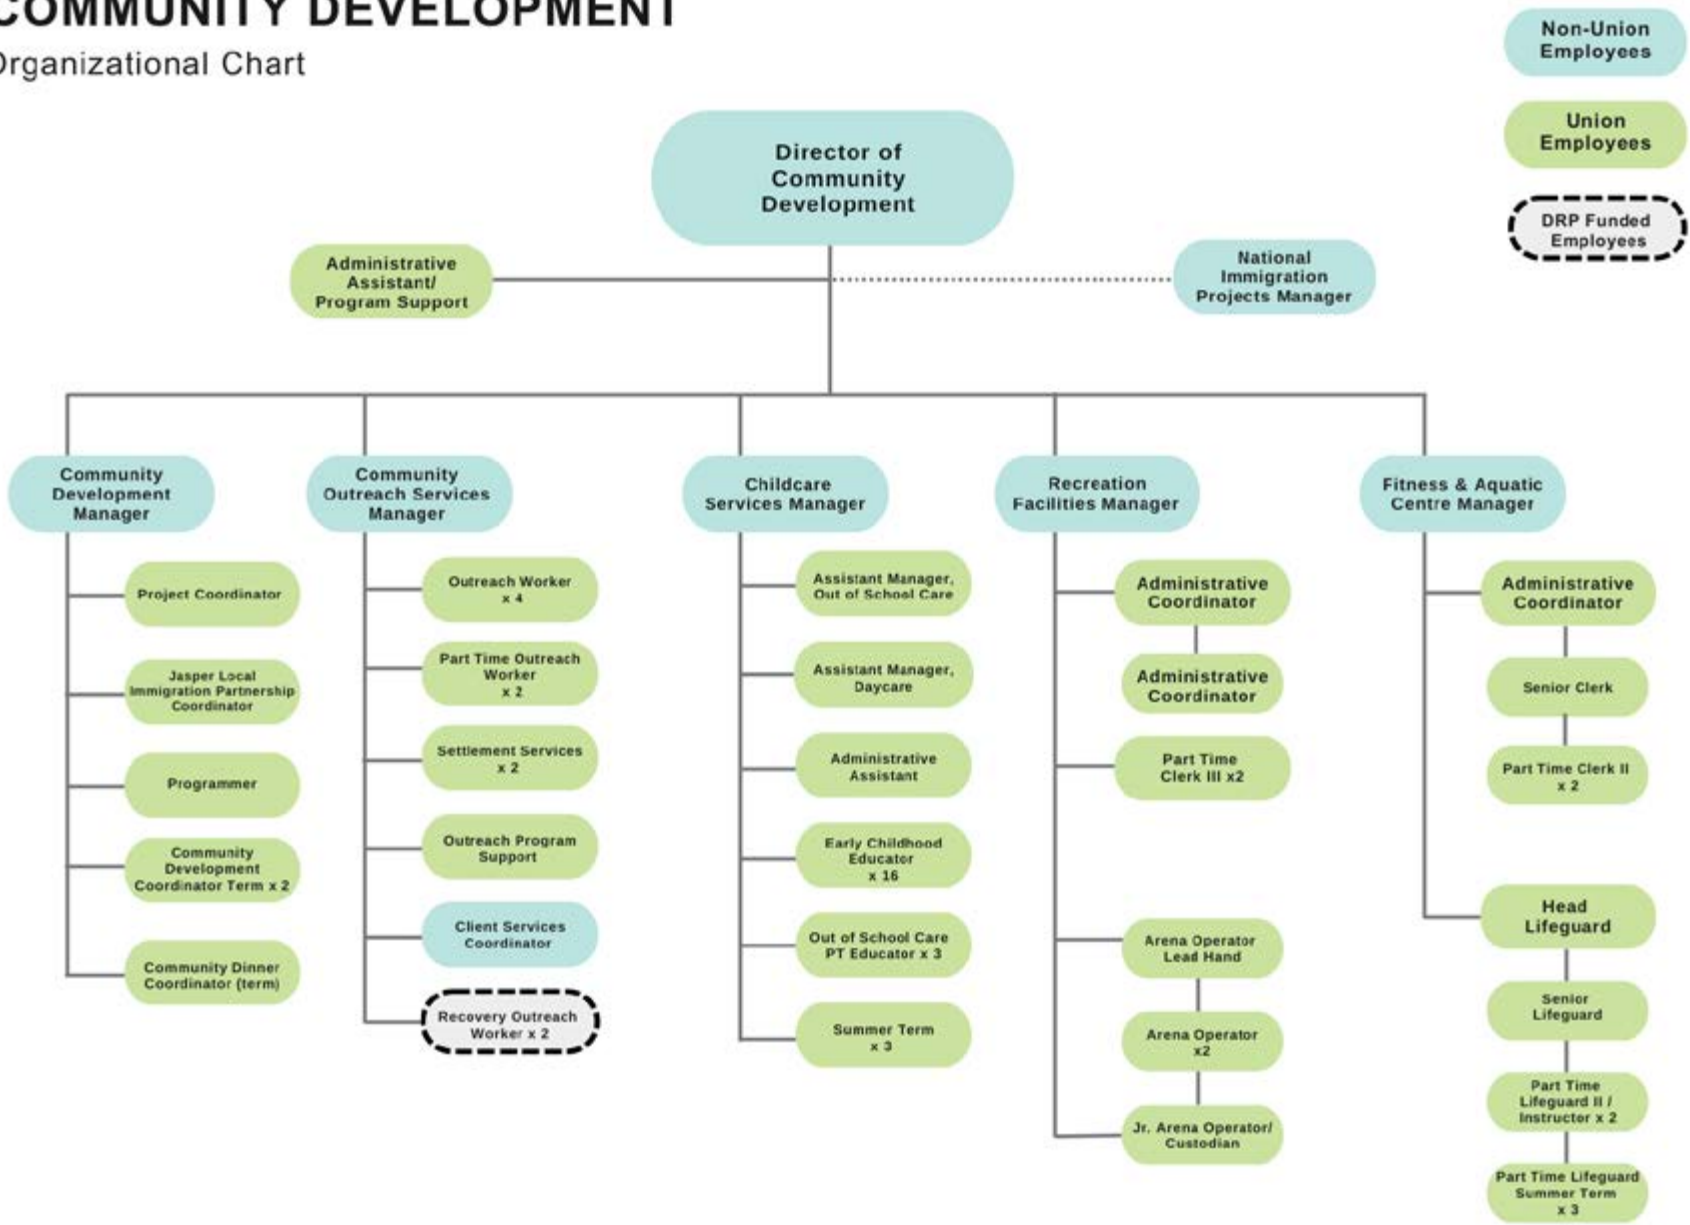 COMMUNITY DEVELOPMENT
Organizational Chart
Non-Union
Employees
Union
Employees
DRP Funded
Employees
Director of
Community
Development
Administrative
Assistant/
Program Support
National
Immigration
Projects Manager
Community
Development
Manager
Project Coordinator
Jasper Local
Immigration Partnership
Coordinator
Programmer
Community
Development
Coordinator Term x 2
Community Dinner
Coordinator (term)
Community
Outreach Services
Manager
Outreach Worker
x 4
Part Time Outreach
Worker
x 2
Settlement Services
x 2
Outreach Program
Support
Client Services
Coordinator
Recovery Outreach
Worker x 2
Childcare
Services Manager
Assistant Manager,
Out of School Care
Assistant Manager,
Daycare
Administrative
Assistant
Early Childhood
Educator
x 16
Out of School Care
PT Educator x 3
Summer Term
x 3
Recreation
Facilities Manager
Administrative
Coordinator
Administrative
Coordinator
Part Time
Clerk III x2
Arena Operator
Lead Hand
Arena Operator
x2
Jr. Arena Operator/
Custodian
Fitness & Aquatic
Centre Manager
Administrative
Coordinator
Senior Clerk
Part Time Clerk II
x 2
Head
Lifeguard
Senior
Lifeguard
Part Time
Lifeguard II /
Instructor x 2
Part Time Lifeguard
Summer Term
x 3